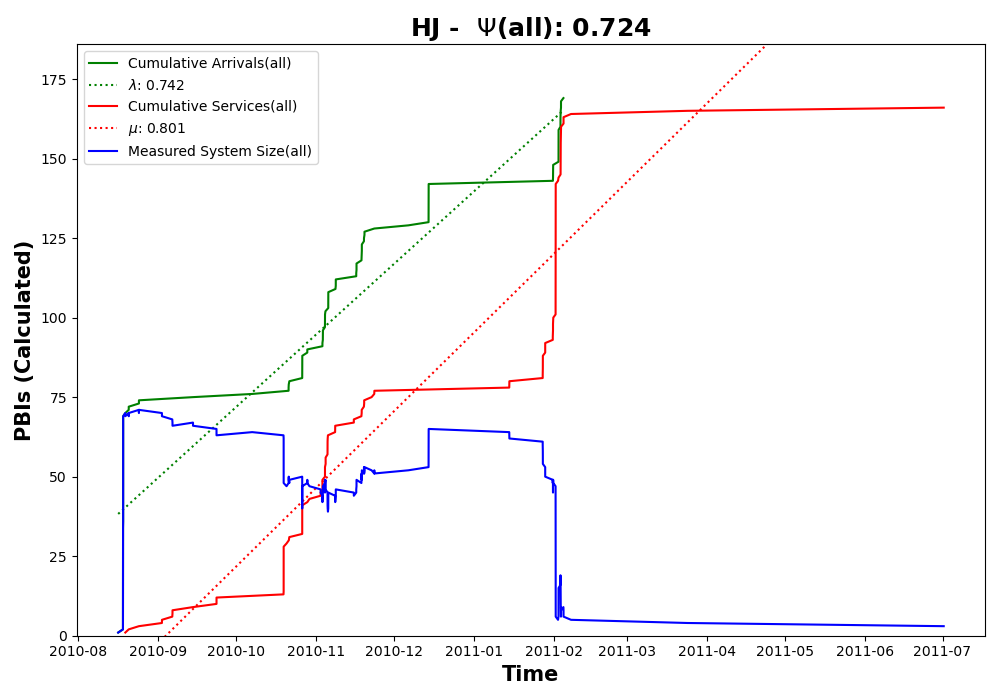 HJ - Ψ(all): 0.724
Cumulative Arrivals(all)
λ: 0.742
Cumulative Services(all)
μ: 0.801
Measured System Size(all)
PBIs (Calculated)
175
150
125
100
75
50
25
0
2010-08 2010-09 2010-10 2010-11 2010-12 2011-01 2011-02 2011-03 2011-04 2011-05 2011-06 2011-07
Time